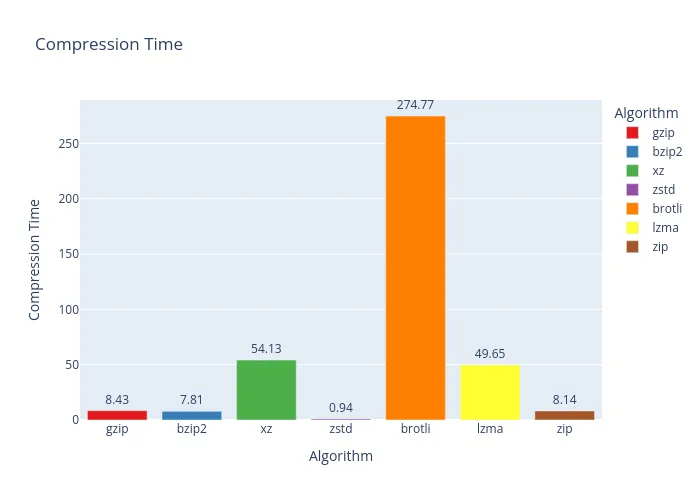 Compression Time
274.77
Algorithm
gzip
bzip2
xz
zstd
brotli
lzma
zip
250
200
150
100
50
0
Compression Time
54.13
49.65
8.43
7.81
0.94
8.14
gzip bzip2 xz zstd brotli lzma zip
Algorithm